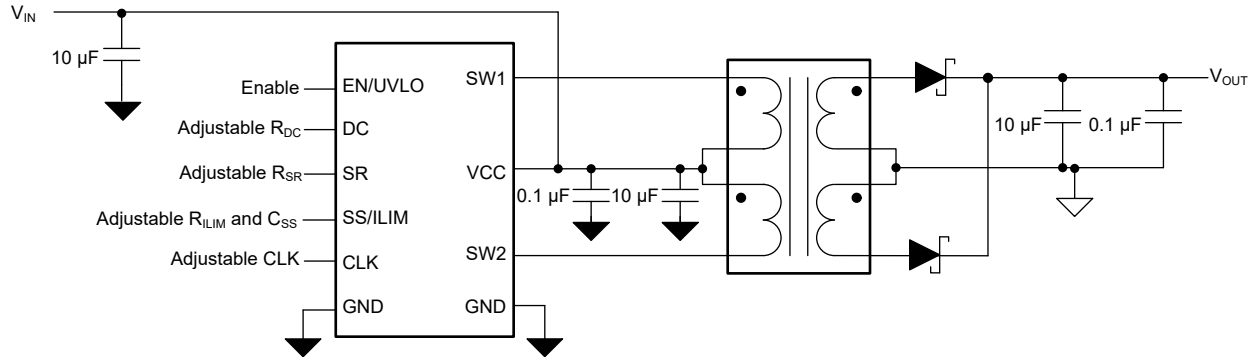 V_IN
10 µF
Enable
Adjustable R_DC
Adjustable R_SR
Adjustable R_ILIM and C_SS
Adjustable CLK
EN/UVLO
DC
SR
SS/ILIM
CLK
GND
SW1
VCC
SW2
GND
0.1 µF
10 µF
10 µF
0.1 µF
V_OUT